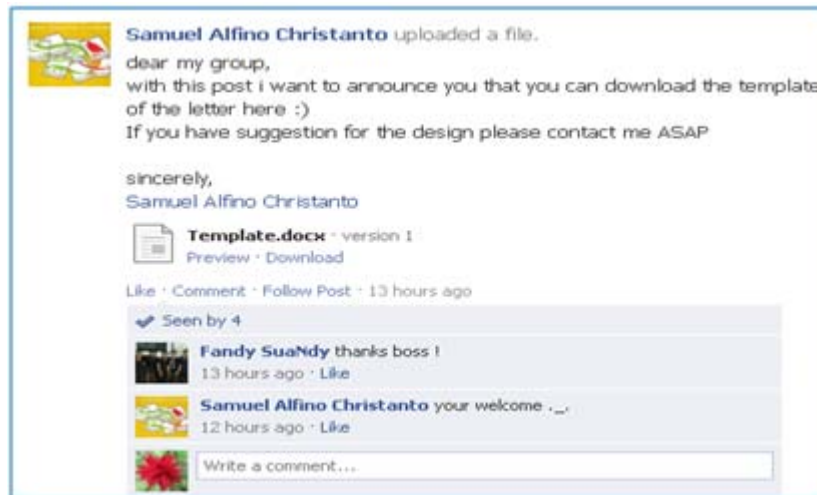 Samuel Alfino Christanto uploaded a file.
dear my group,
with this post i want to announce you that you can download the template
of the letter here :)
If you have suggestion for the design please contact me ASAP
sincerely,
Samuel Alfino Christanto
Template.docx · version 1
Preview · Download
Like · Comment · Follow Post · 13 hours ago
Seen by 4
Fandy SuaNdy thanks boss !
13 hours ago · Like
Samuel Alfino Christanto your welcome ._.
12 hours ago · Like
Write a comment...